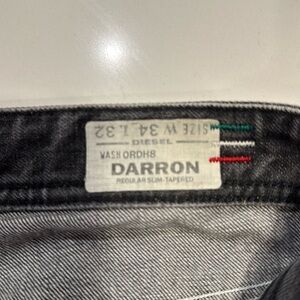 SIZE W 34 L 32
DIESEL
WASH ORDH8
DARRON
REGULAR SLIM-TAPERED